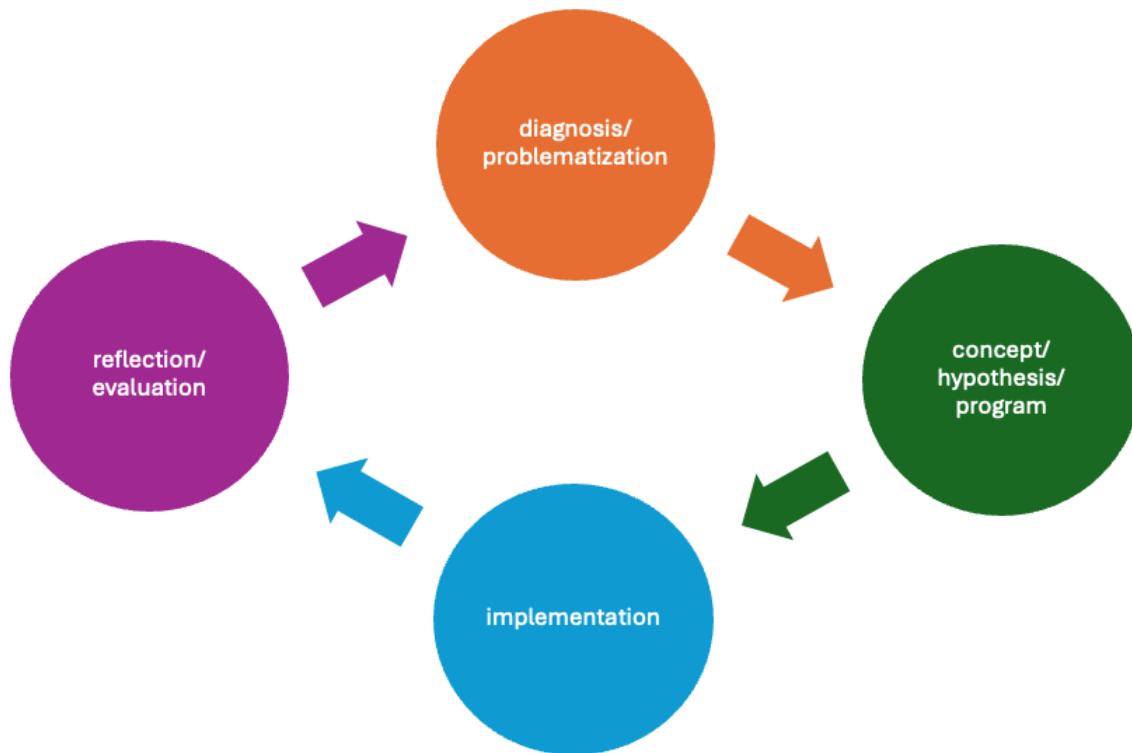 diagnosis/
problematization
concept/
hypothesis/
program
implementation
reflection/
evaluation